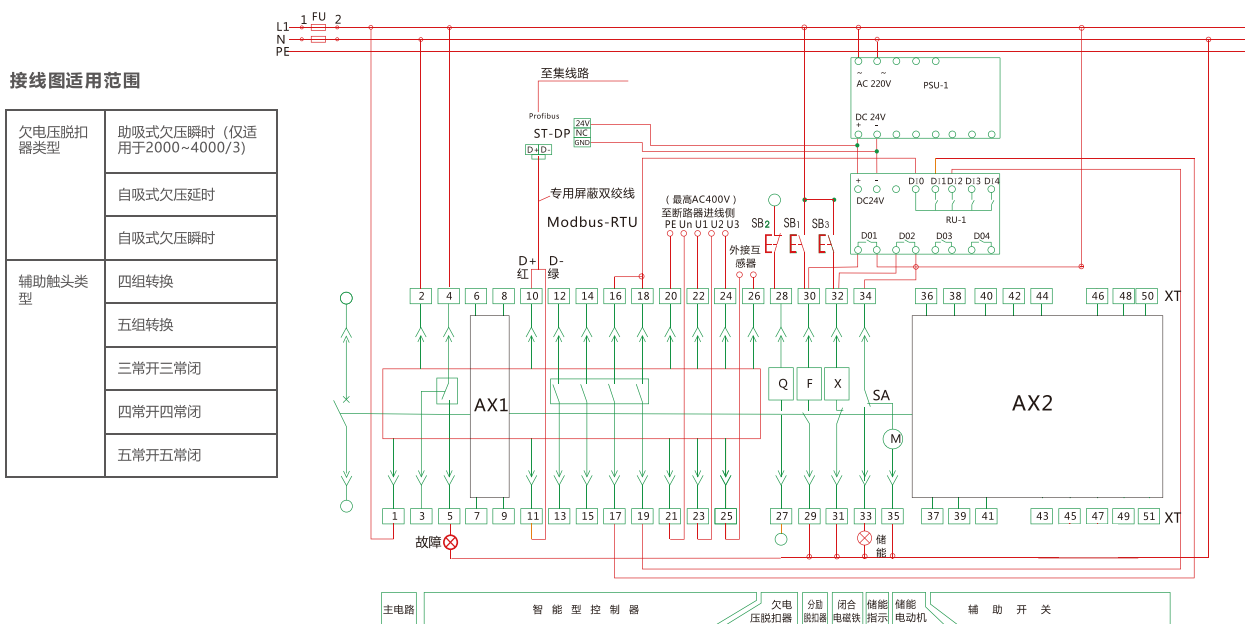 L1 1 FU 2
N
PE
接线图适用范围
欠电压脱扣
器类型
助吸式欠压瞬时（仅适
用于2000~4000/3）
自吸式欠压延时
自吸式欠压瞬时
辅助触头类
型
四组转换
五组转换
三常开三常闭
四常开四常闭
五常开五常闭
至集线路
Profibus
ST-DP
24V
NC
GND
D+ D-
专用屏蔽双绞线
Modbus-RTU
D+ D-
红 绿
（最高AC400V）
至断路器进线侧
PE Un U1 U2 U3
外接互
感器
SB2 SB1 SB3
~ ~
AC 220V PSU-1
DC 24V
+ -
+ - DI0 DI1 DI2 DI3 DI4
DC24V
RU-1
D01 D02 D03 D04
2 4 6 8 10 12 14 16 18 20 22 24 26 28 30 32 34 36 38 40 42 44 46 48 50 XT
AX1
Q F X
SA
M
AX2
1 3 5 7 9 11 13 15 17 19 21 23 25 27 29 31 33 35 37 39 41 43 45 47 49 51 XT
故障
储
能
主电路
智能型控制器
欠电
压脱扣器
分励
脱扣器
闭合
电磁铁
储能
指示
储能
电动机
辅助开关